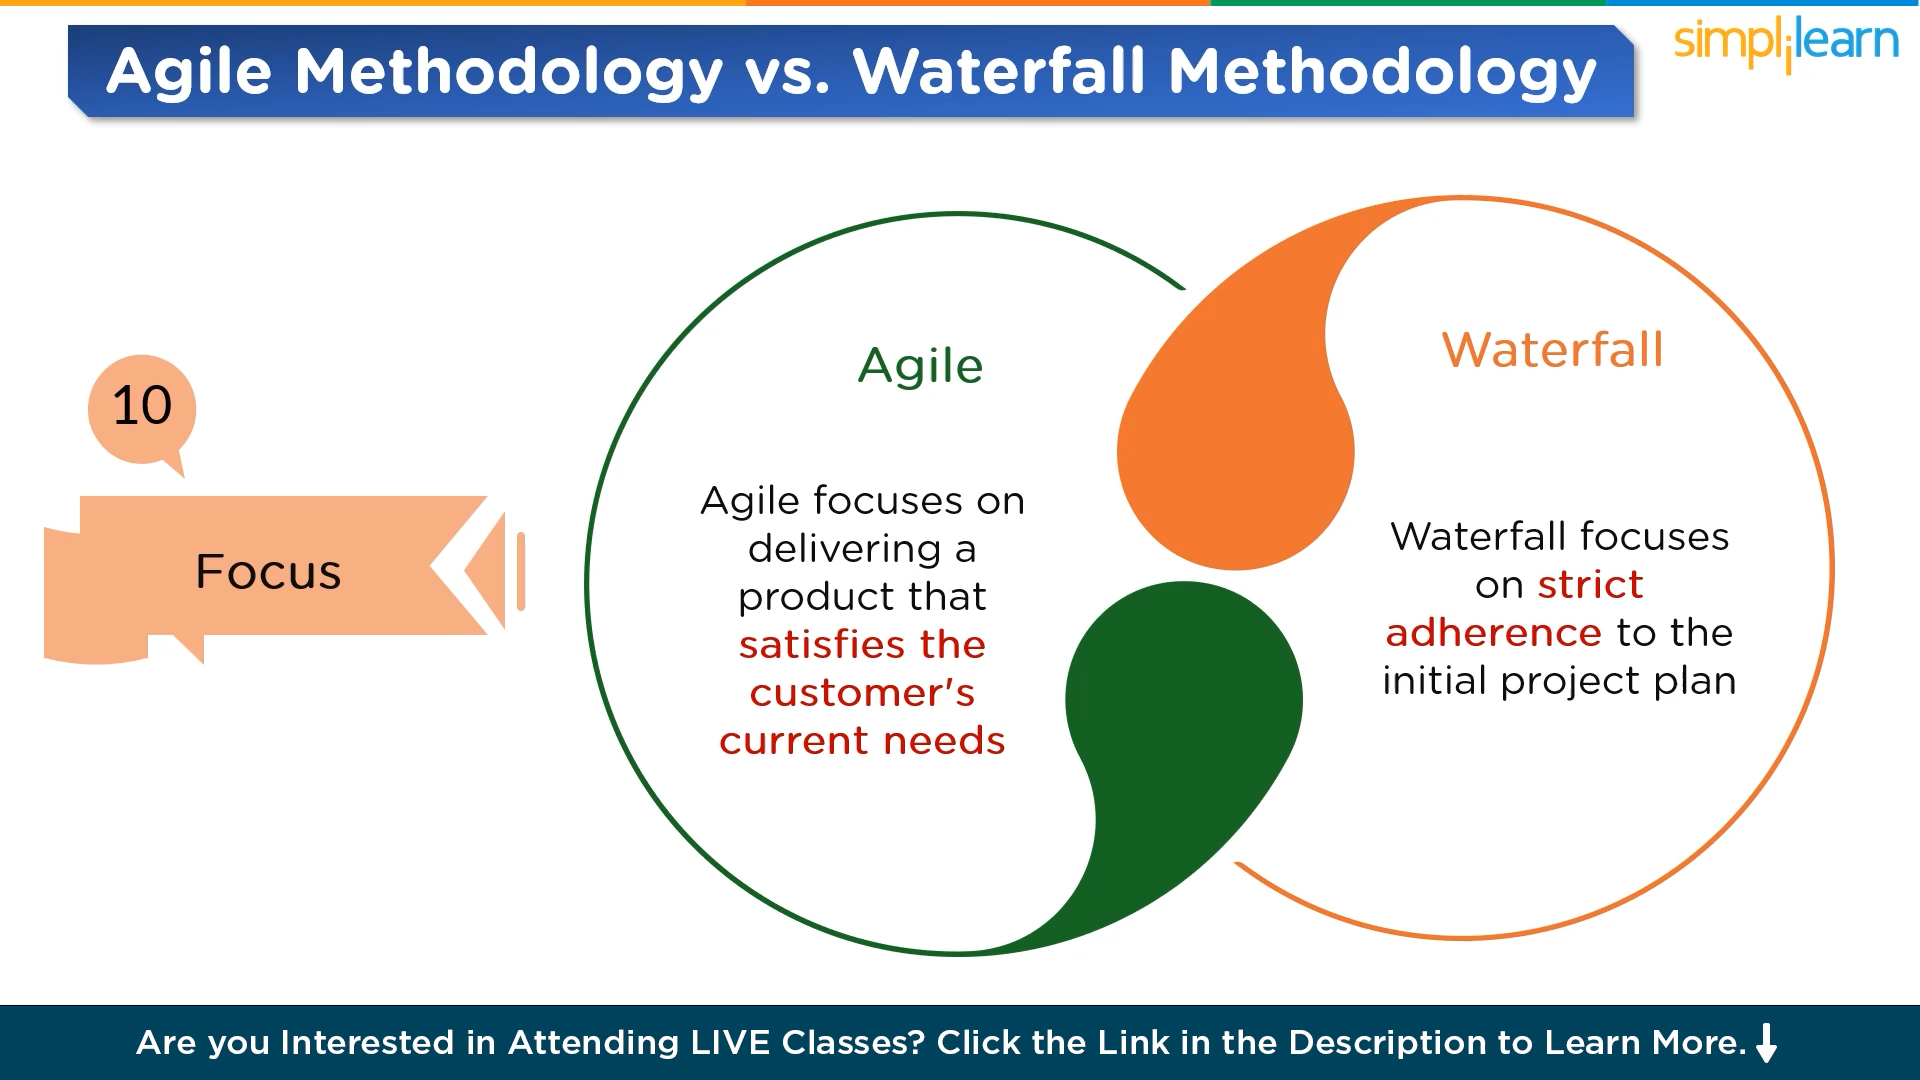 Agile Methodology vs. Waterfall Methodology
simplilearn
10
Focus
Agile
Agile focuses on
delivering a
product that
satisfies the
customer's
current needs
Waterfall
Waterfall focuses
on strict
adherence to the
initial project plan
Are you Interested in Attending LIVE Classes? Click the Link in the Description to Learn More.